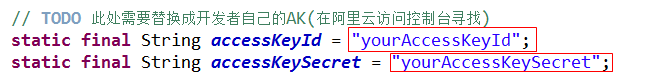 // TODO 此处需要替换成开发者自己的AK(在阿里云访问控制台寻找)
static final String accessKeyId = "yourAccessKeyId";
static final String accessKeySecret = "yourAccessKeySecret";